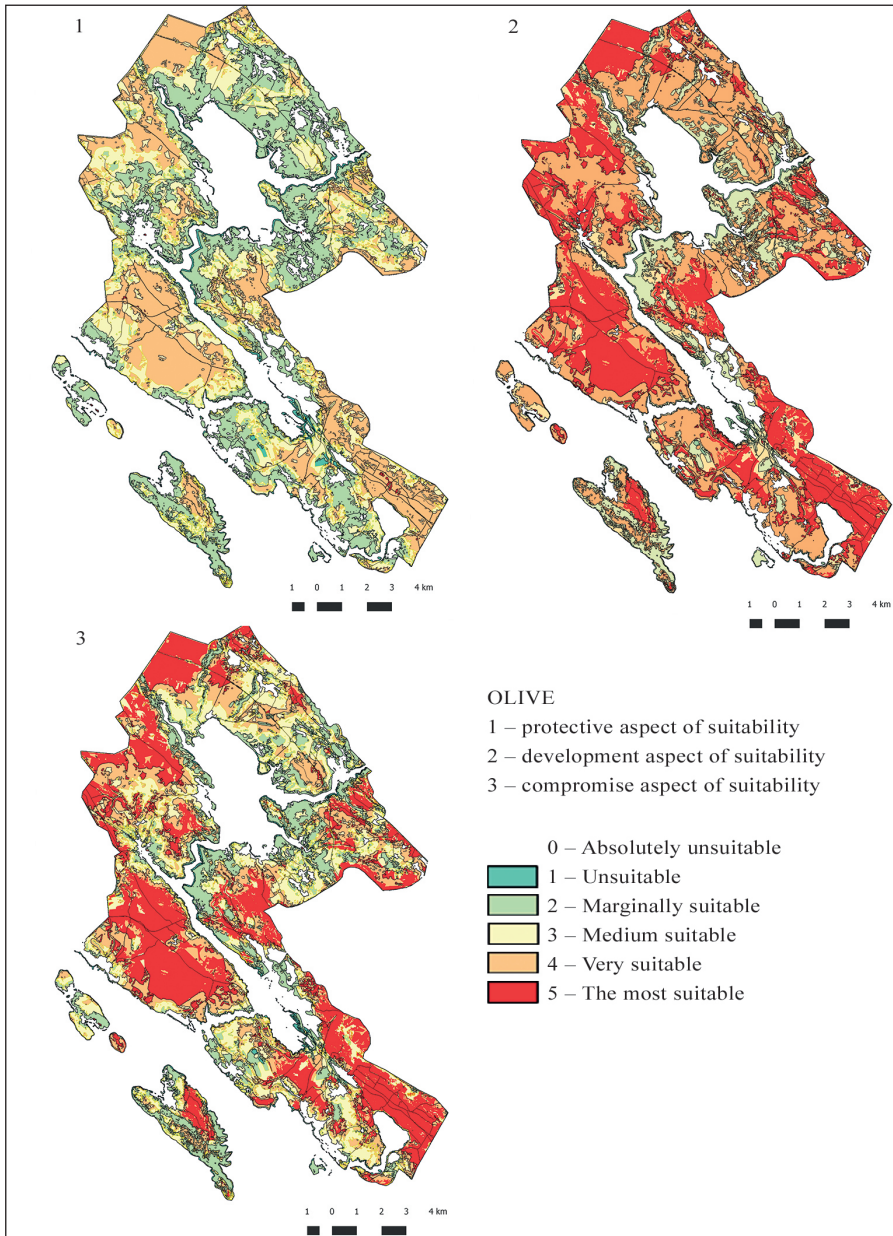 1
2
1 0 1 2 3 4 km
1 0 1 2 3 4 km
3
OLIVE
1 – protective aspect of suitability
2 – development aspect of suitability
3 – compromise aspect of suitability
0 – Absolutely unsuitable
1 – Unsuitable
2 – Marginally suitable
3 – Medium suitable
4 – Very suitable
5 – The most suitable
1 0 1 2 3 4 km